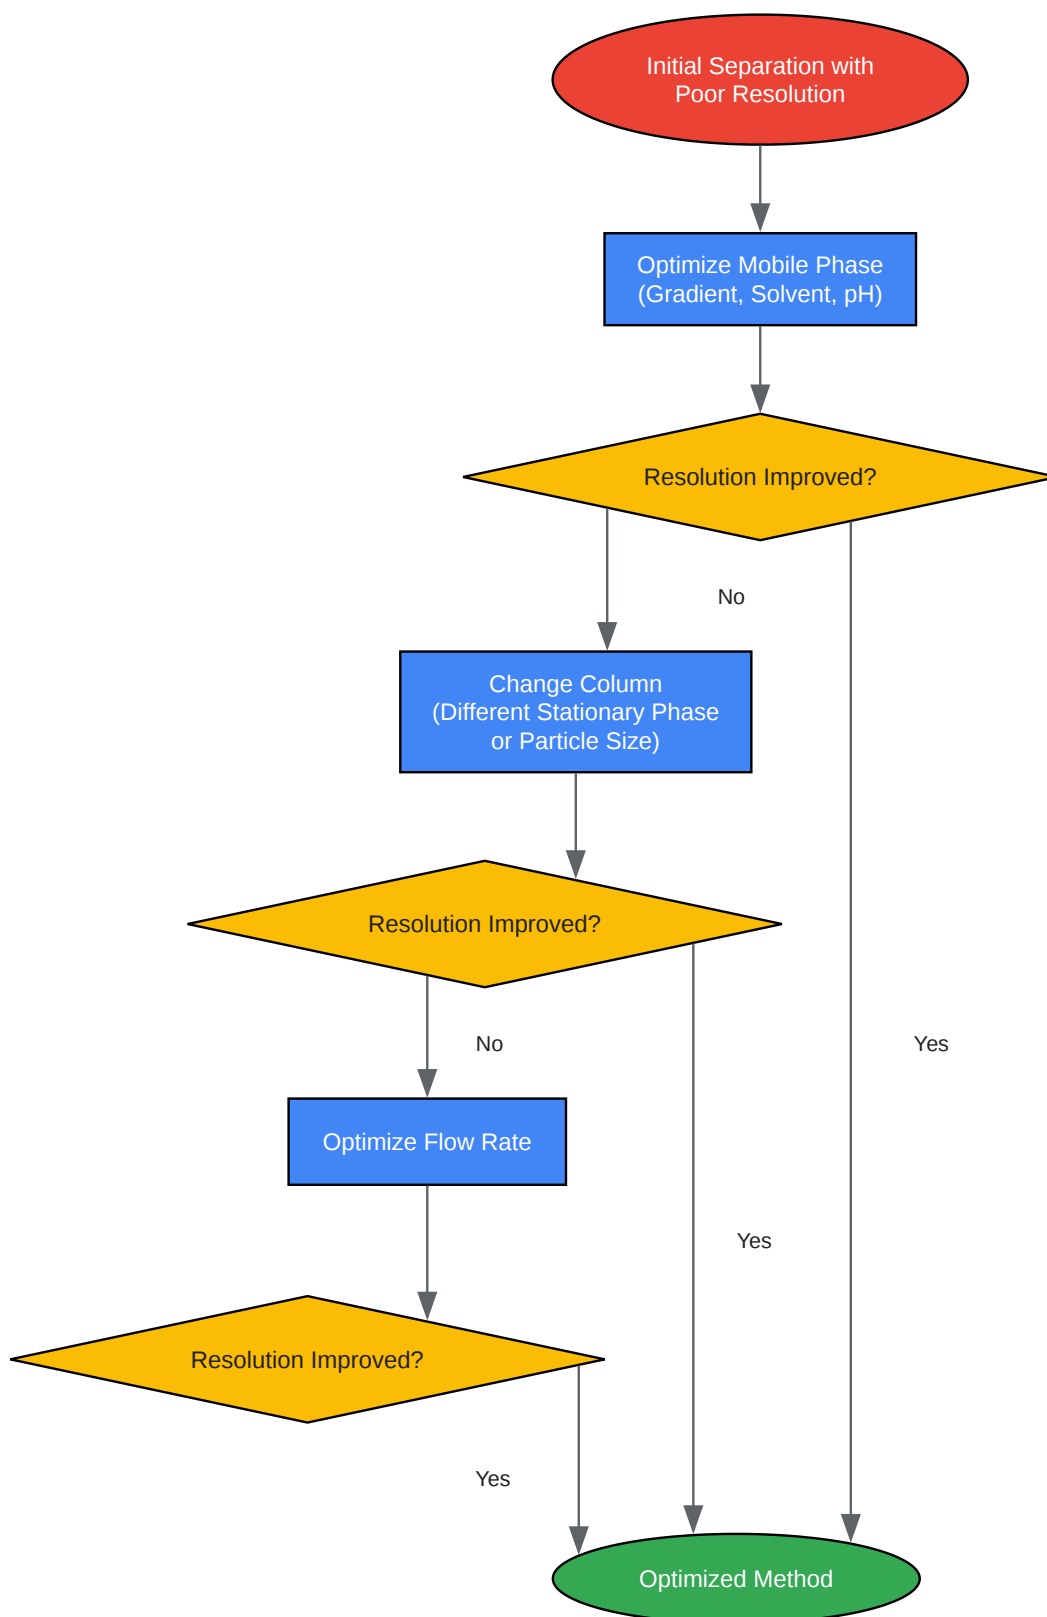 Initial Separation with
Poor Resolution
Optimize Mobile Phase
(Gradient, Solvent, pH)
Resolution Improved?
No
Change Column
(Different Stationary Phase
or Particle Size)
Resolution Improved?
No
Yes
Optimize Flow Rate
Yes
Resolution Improved?
Yes
Optimized Method